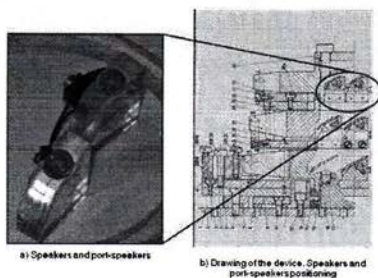 a) Speakers and port-speakers
b) Drawing of the device. Speakers and
port-speakers positioning